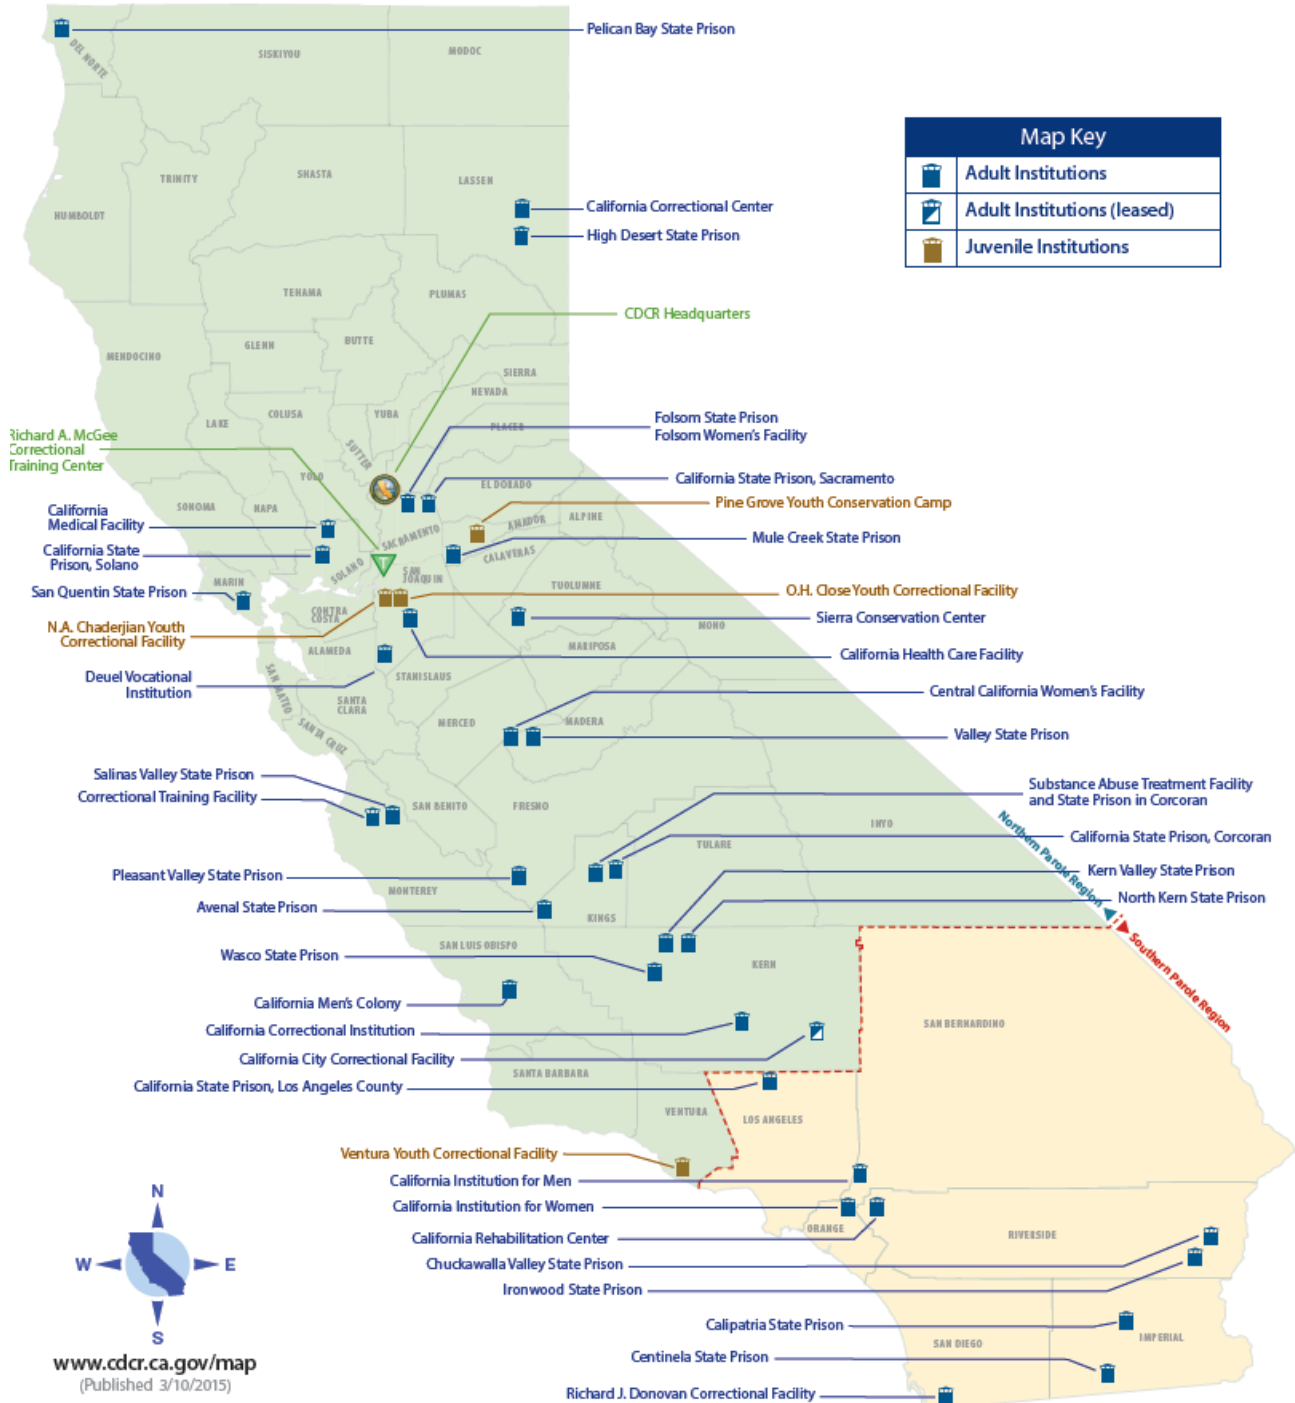 Pelican Bay State Prison
DEL NORTE
SISKIYOU
MODOC
Map Key
Adult Institutions
Adult Institutions (leased)
Juvenile Institutions
TRINITY
SHASTA
LASSEN
HUMBOLDT
California Correctional Center
High Desert State Prison
TEHAMA
PLUMAS
CDCR Headquarters
GLENN
BUTTE
MENDOCINO
SIERRA
NEVADA
COLUSA
YUBA
LAKE
PLACER
SUTTER
Folsom State Prison
Folsom Women's Facility
Richard A. McGee
Correctional
Training Center
YOLO
EL DORADO
California State Prison, Sacramento
Pine Grove Youth Conservation Camp
SONOMA
NAPA
California
Medical Facility
SACRAMENTO
AMADOR
ALPINE
Mule Creek State Prison
California State
Prison, Solano
SOLANO
CALAVERAS
T
SAN
JOAQUIN
MARIN
TUOLUMNE
San Quentin State Prison
O.H. Close Youth Correctional Facility
CONTRA
COSTA
Sierra Conservation Center
MONO
N.A. Chaderjian Youth
Correctional Facility
ALAMEDA
MARIPOSA
California Health Care Facility
Deuel Vocational
Institution
STANISLAUS
SAN MATEO
SANTA
CLARA
Central California Women's Facility
SANTA CRUZ
MERCED
MADERA
Valley State Prison
Salinas Valley State Prison
Correctional Training Facility
SAN BENITO
FRESNO
Substance Abuse Treatment Facility
and State Prison in Corcoran
INYO
TULARE
California State Prison, Corcoran
Northern Parole Region
Pleasant Valley State Prison
MONTEREY
Kern Valley State Prison
Avenal State Prison
KINGS
North Kern State Prison
Southern Parole Region
SAN LUIS OBISPO
Wasco State Prison
KERN
California Men's Colony
California Correctional Institution
SAN BERNARDINO
California City Correctional Facility
SANTA BARBARA
California State Prison, Los Angeles County
VENTURA
LOS ANGELES
Ventura Youth Correctional Facility
California Institution for Men
California Institution for Women
ORANGE
RIVERSIDE
California Rehabilitation Center
Chuckawalla Valley State Prison
Ironwood State Prison
Calipatria State Prison
SAN DIEGO
IMPERIAL
Centinela State Prison
Richard J. Donovan Correctional Facility
N
W
E
S
www.cdcr.ca.gov/map
(Published 3/10/2015)